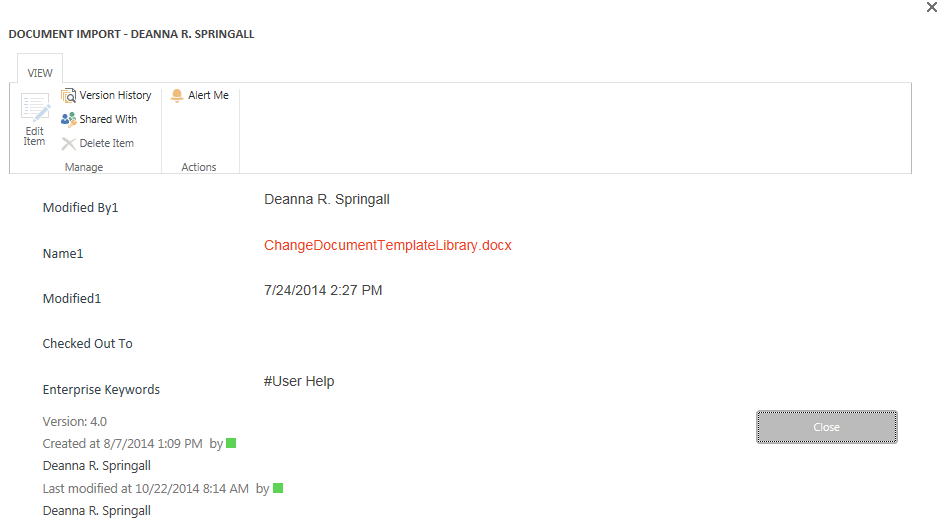 DOCUMENT IMPORT - DEANNA R. SPRINGALL
VIEW
Edit
Item
Version History
Shared With
Delete Item
Manage
Alert Me
Actions
Modified By1 Deanna R. Springall
Name1 ChangeDocumentTemplateLibrary.docx
Modified1 7/24/2014 2:27 PM
Checked Out To
Enterprise Keywords #User Help
Version: 4.0
Created at 8/7/2014 1:09 PM by
Deanna R. Springall
Last modified at 10/22/2014 8:14 AM by
Deanna R. Springall
Close